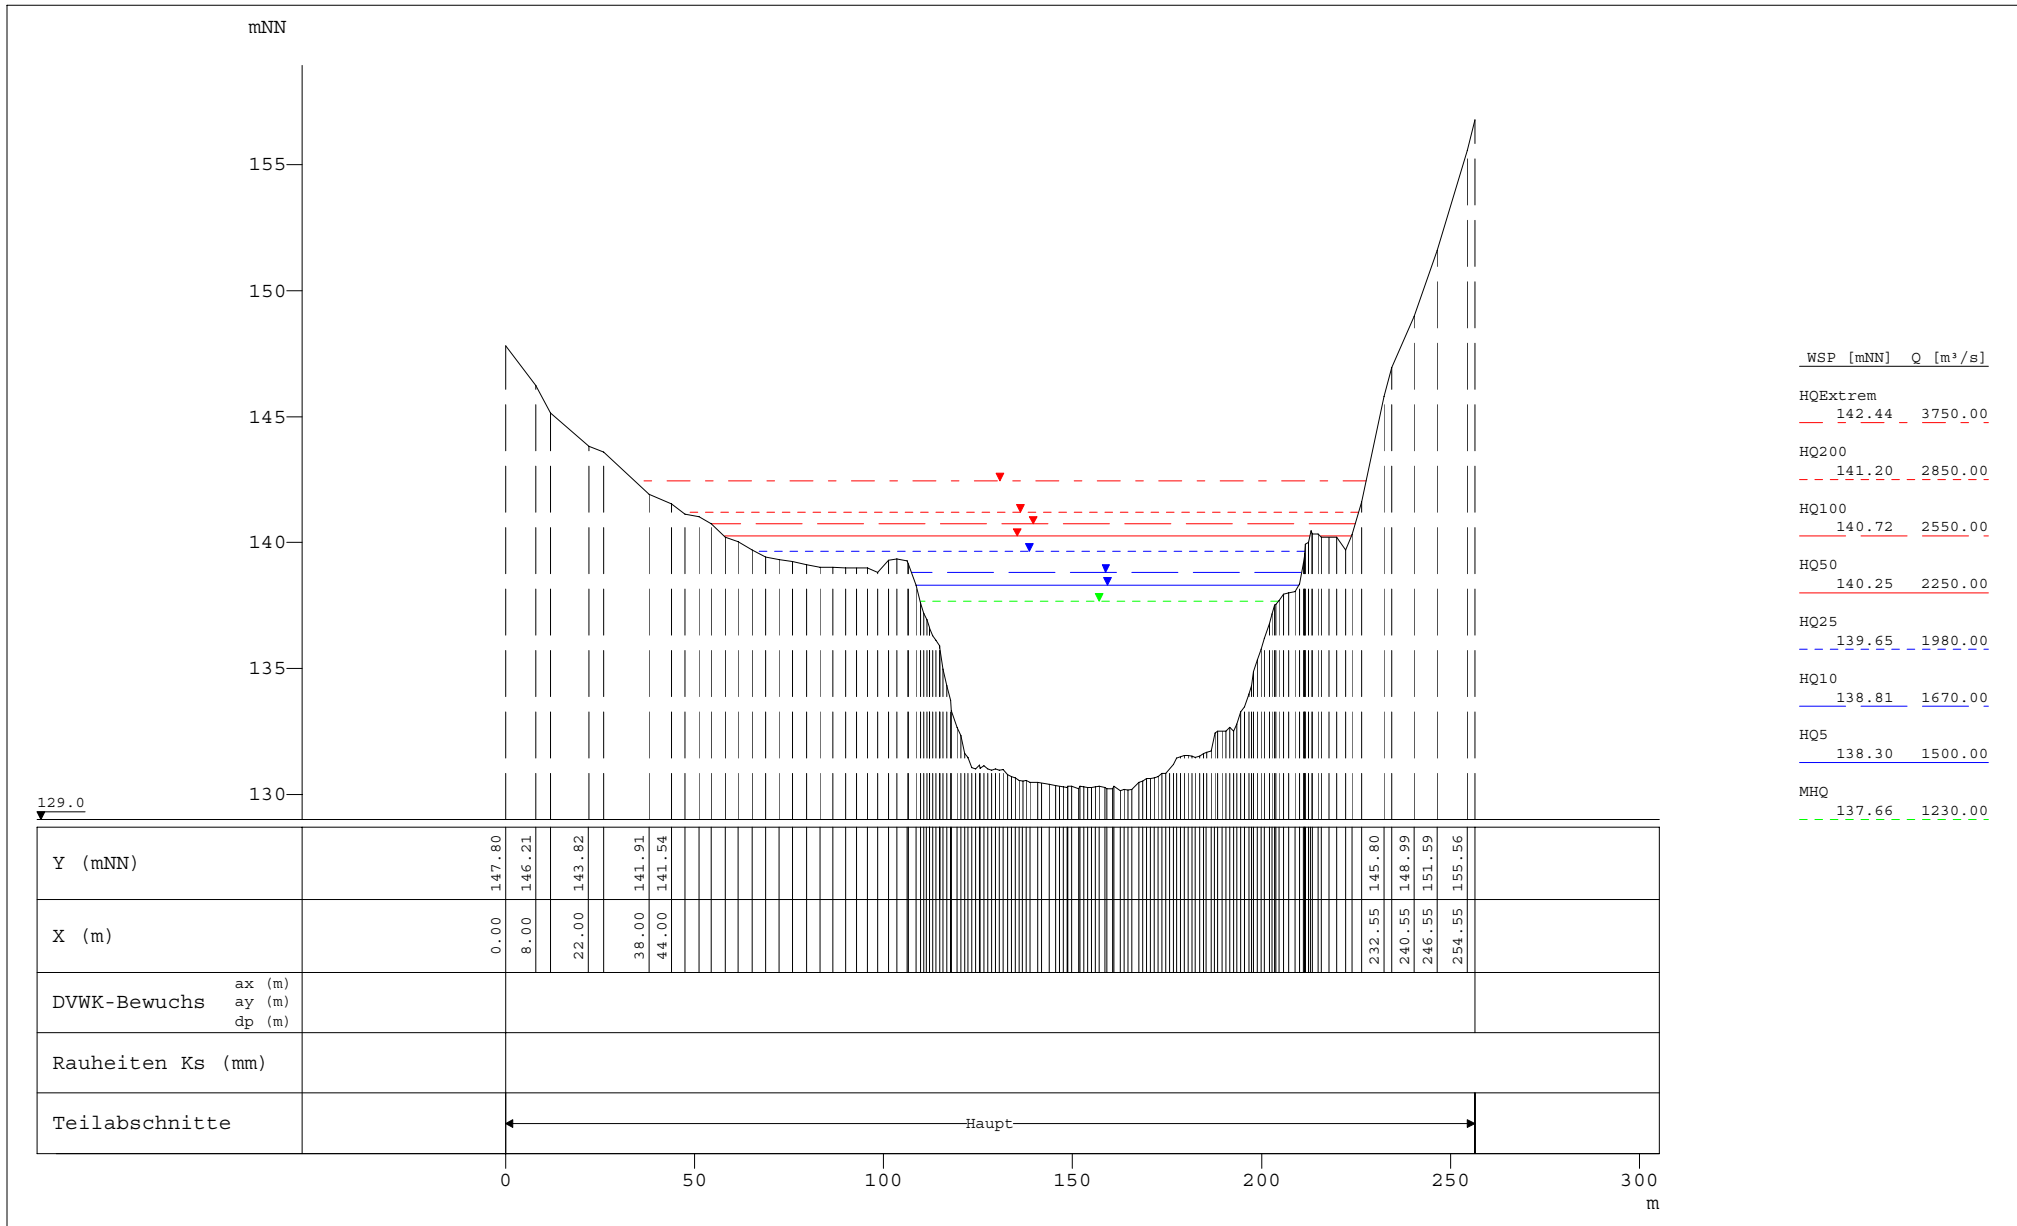 mNN
155
150
145
140
135
130
129.0
WSP [mNN] Q [m³/s]
HQExtrem
142.44 3750.00
HQ200
141.20 2850.00
HQ100
140.72 2550.00
HQ50
140.25 2250.00
HQ25
139.65 1980.00
HQ10
138.81 1670.00
HQ5
138.30 1500.00
MHQ
137.66 1230.00
Y (mNN)
147.80 146.21 143.82 141.91 141.54 145.80 148.99 151.59 155.56
X (m)
0.00 8.00 22.00 38.00 44.00 232.55 240.55 246.55 254.55
DVWK-Bewuchs
ax (m)
ay (m)
dp (m)
Rauheiten Ks (mm)
Teilabschnitte
Haupt
0 50 100 150 200 250 300
m